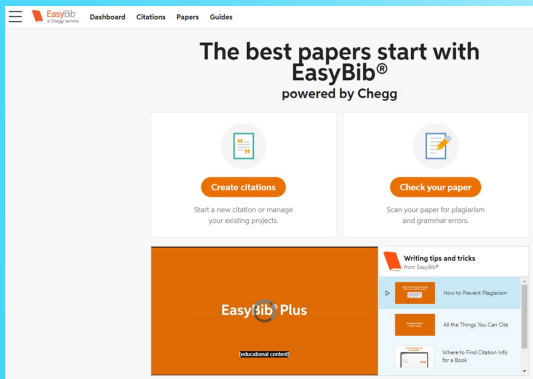 EasyBib®
a Chegg service
Dashboard Citations Papers Guides
The best papers start with
EasyBib®
powered by Chegg
Create citations
Start a new citation or manage
your existing projects.
Check your paper
Scan your paper for plagiarism
and grammar errors.
EasyBib® Plus
[educational content]
Writing tips and tricks
from EasyBib®
How to Prevent Plagiarism
All the Things You Can Cite
Where to Find Citation Info
for a Book